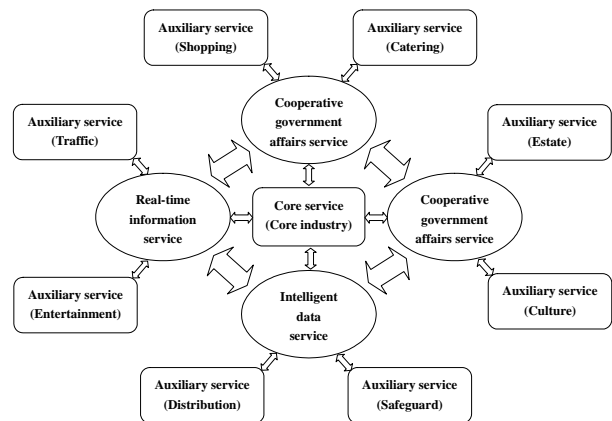 Auxiliary service
(Shopping)
Auxiliary service
(Catering)
Cooperative
government
affairs service
Auxiliary service
(Traffic)
Auxiliary service
(Estate)
Real-time
information
service
Core service
(Core industry)
Cooperative
government
affairs service
Auxiliary service
(Entertainment)
Intelligent
data
service
Auxiliary service
(Culture)
Auxiliary service
(Distribution)
Auxiliary service
(Safeguard)